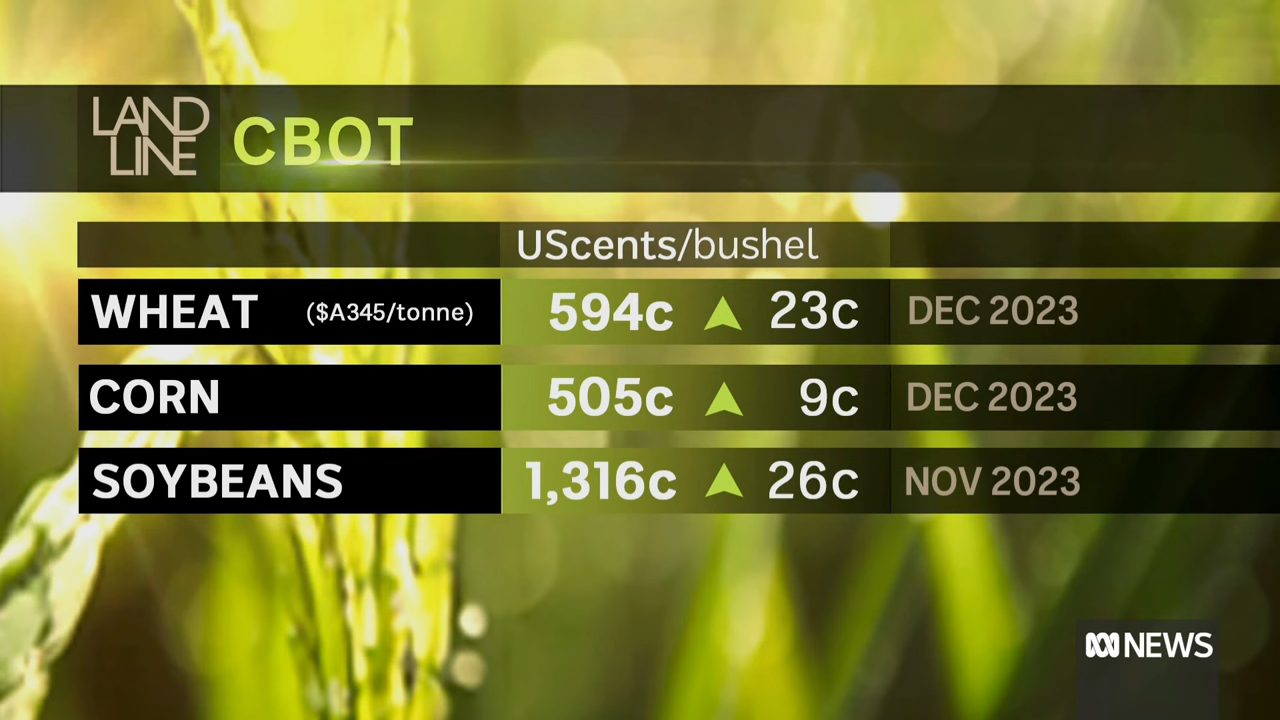 LAND
LINE
CBOT
UScents/bushel
WHEAT ($A345/tonne) 594c ▲ 23c DEC 2023
CORN 505c ▲ 9c DEC 2023
SOYBEANS 1,316c ▲ 26c NOV 2023
NEWS